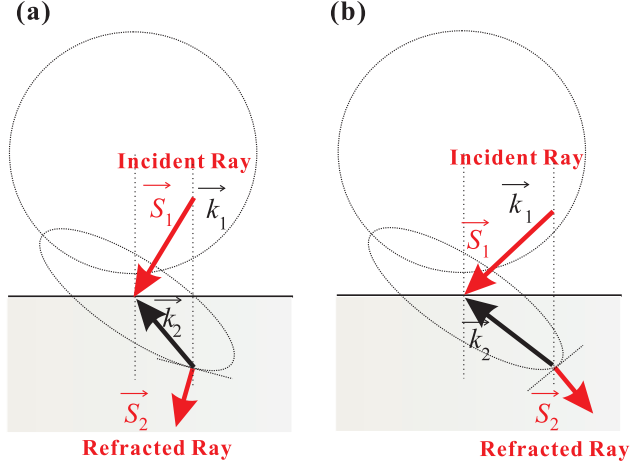 (a)
Incident Ray
S₁ k₁
k₂
S₂
Refracted Ray
(b)
Incident Ray
k₁
S₁
k₂
S₂
Refracted Ray